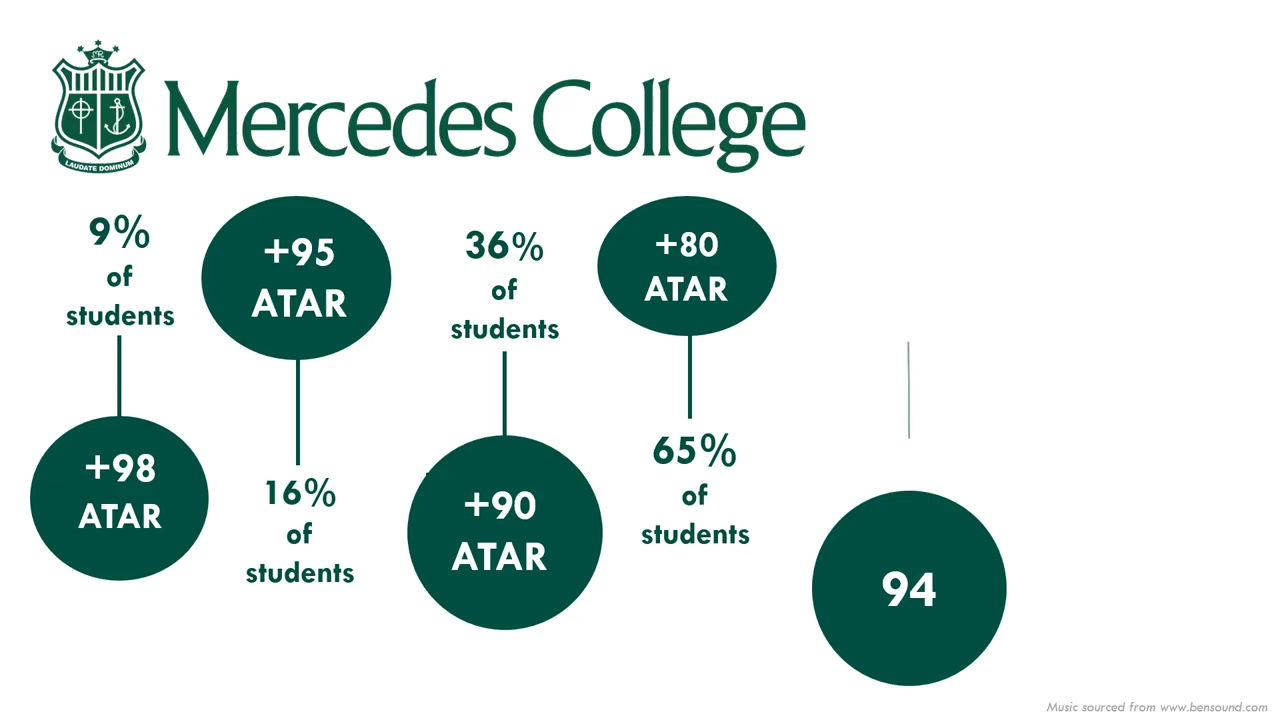 Mercedes College
LAUDATE DOMINUM
9%
of
students
+98
ATAR
+95
ATAR
16%
of
students
36%
of
students
+90
ATAR
+80
ATAR
65%
of
students
94
Music sourced from www.bensound.com